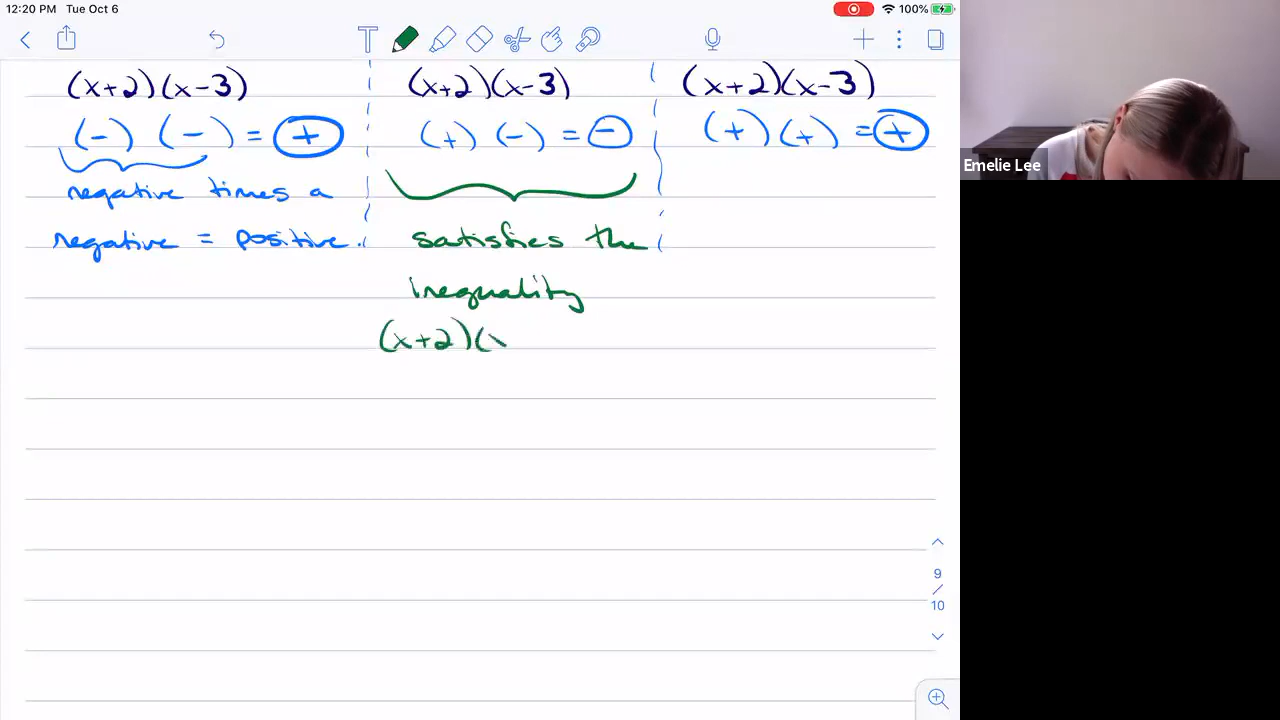 12:20 PM Tue Oct 6
100%
(x+2)(x-3)
(x+2)(x-3)
(x+2)(x-3)
(-) (-) = +
(+) (-) = -
(+) (+) = +
negative times a
negative = positive.
satisfies the
inequality
(x+2)(
Emelie Lee
9
/
10